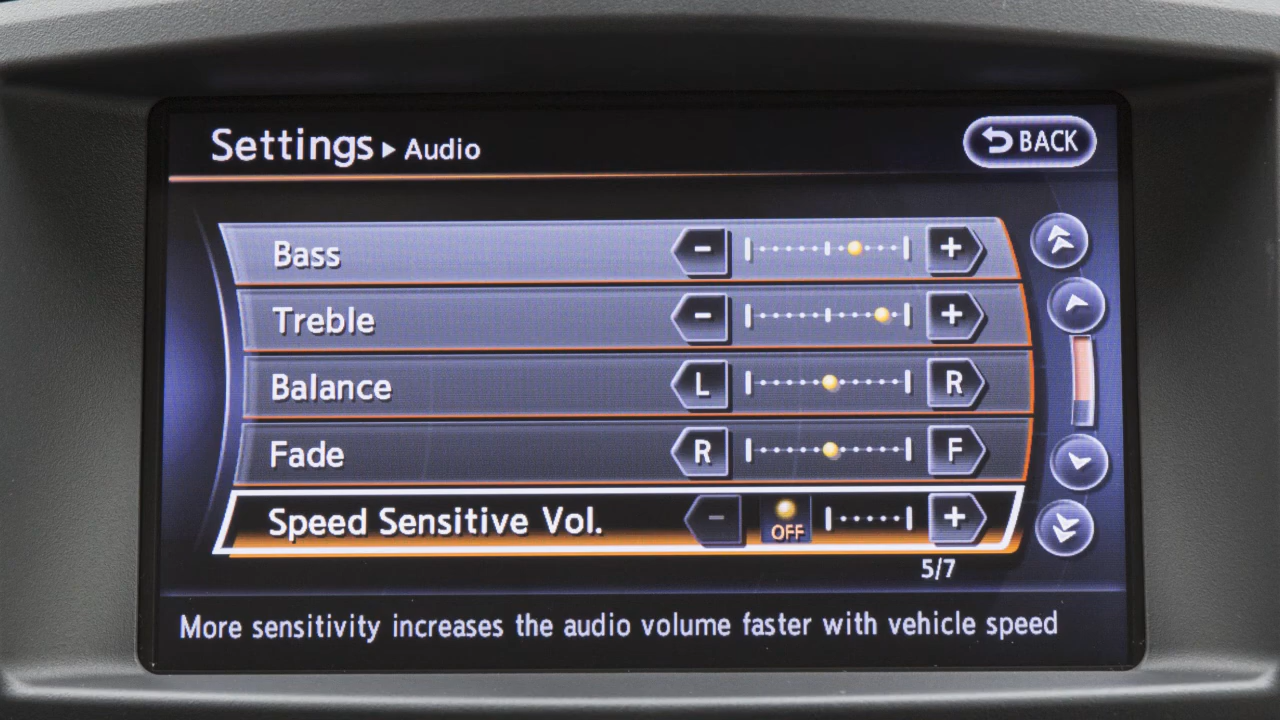 Settings ▸ Audio
BACK
Bass - +
Treble - +
Balance L R
Fade R F
Speed Sensitive Vol. - OFF +
5/7
More sensitivity increases the audio volume faster with vehicle speed